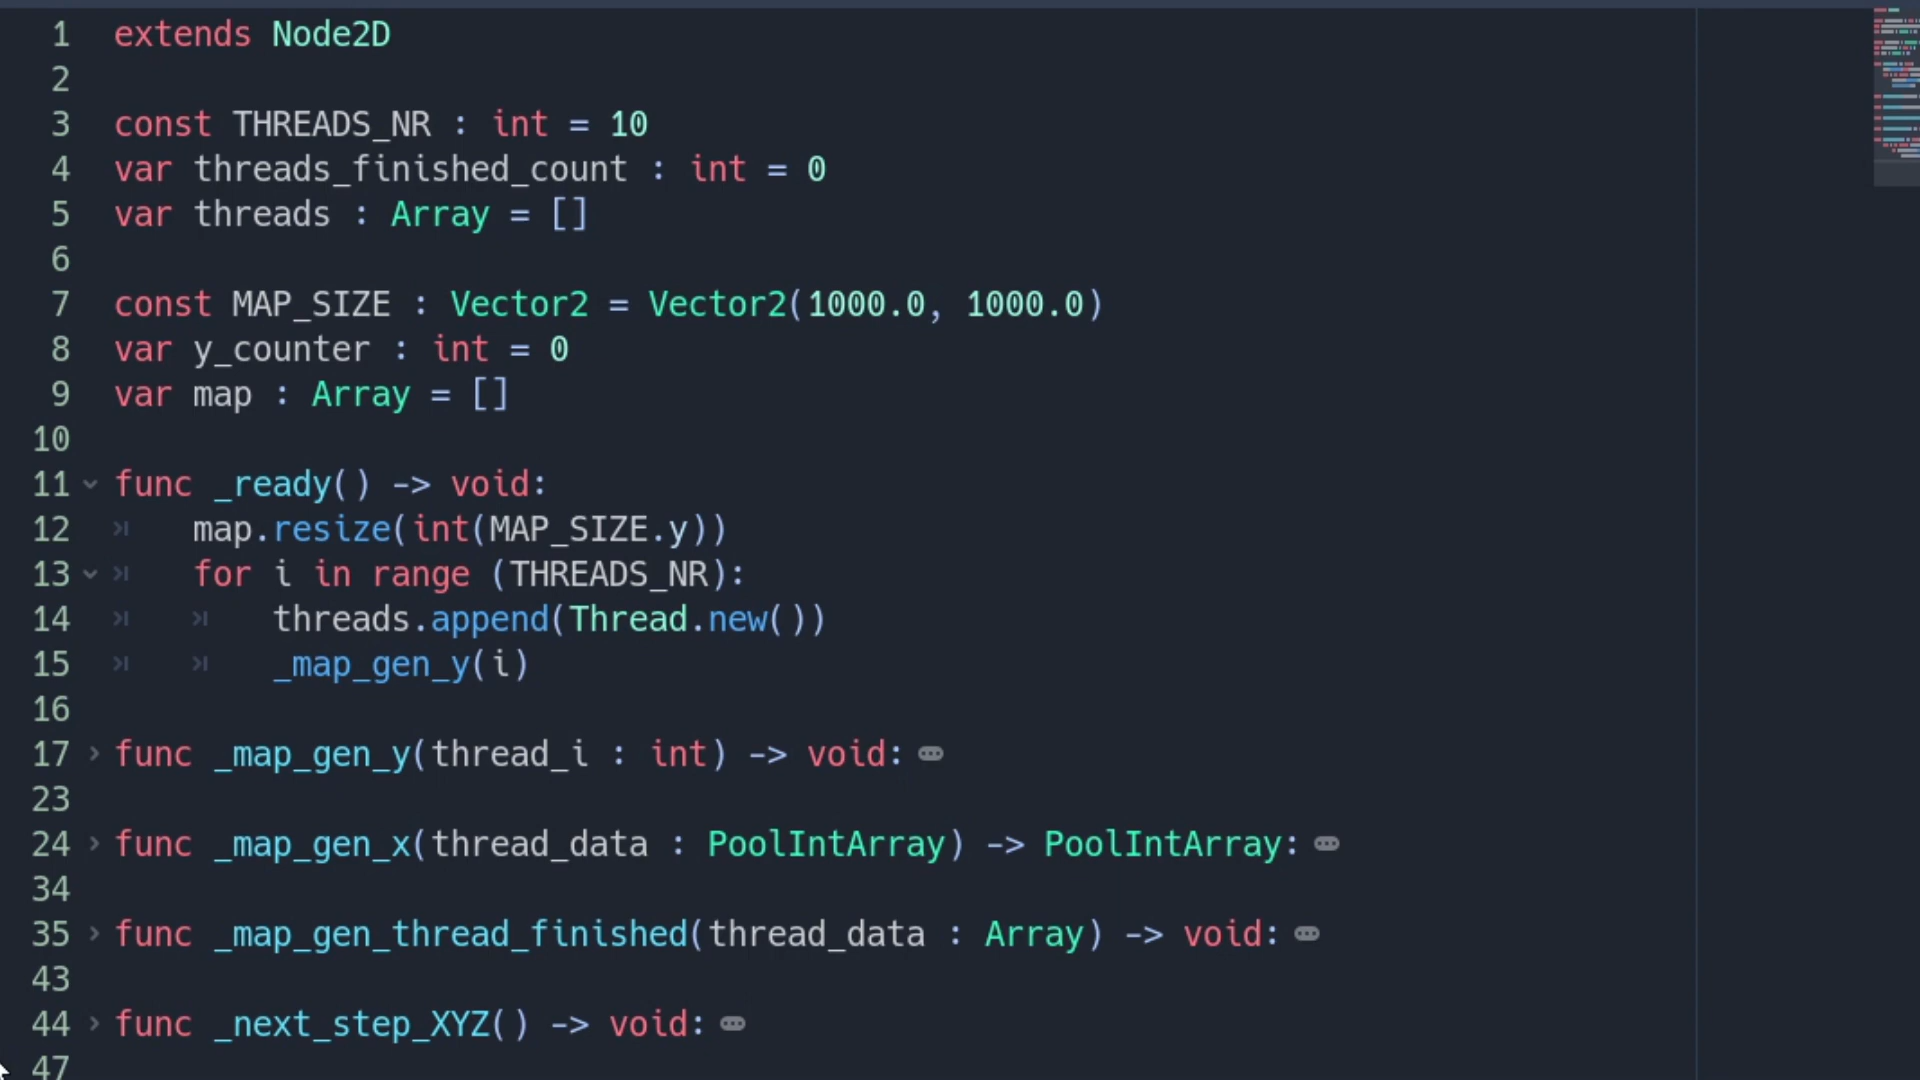 1 extends Node2D
2
3 const THREADS_NR : int = 10
4 var threads_finished_count : int = 0
5 var threads : Array = []
6
7 const MAP_SIZE : Vector2 = Vector2(1000.0, 1000.0)
8 var y_counter : int = 0
9 var map : Array = []
10
11 func _ready() -> void:
12 map.resize(int(MAP_SIZE.y))
13 for i in range (THREADS_NR):
14 threads.append(Thread.new())
15 _map_gen_y(i)
16
17 func _map_gen_y(thread_i : int) -> void:
23
24 func _map_gen_x(thread_data : PoolIntArray) -> PoolIntArray:
34
35 func _map_gen_thread_finished(thread_data : Array) -> void:
43
44 func _next_step_XYZ() -> void:
47